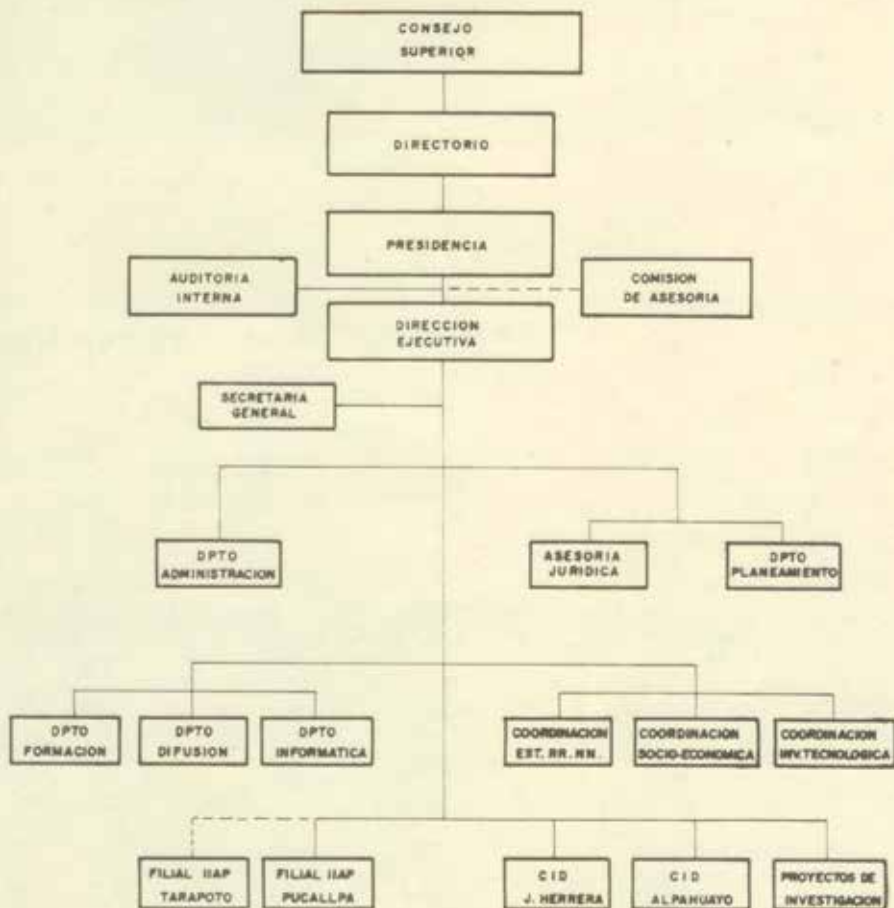 CONSEJO
SUPERIOR
DIRECTORIO
PRESIDENCIA
AUDITORIA
INTERNA
COMISION
DE ASESORIA
DIRECCION
EJECUTIVA
SECRETARIA
GENERAL
DPTO
ADMINISTRACION
ASESORIA
JURIDICA
DPTO
PLANEAMIENTO
DPTO
FORMACION
DPTO
DIFUSION
DPTO
INFORMATICA
COORDINACION
EST. RR. NN.
COORDINACION
SOCIO-ECONOMICA
COORDINACION
INV. TECNOLOGICA
FILIAL IIAP
TARAPOTO
FILIAL IIAP
PUCALLPA
CID
J. HERRERA
CID
ALPAHUAYO
PROYECTOS DE
INVESTIGACION